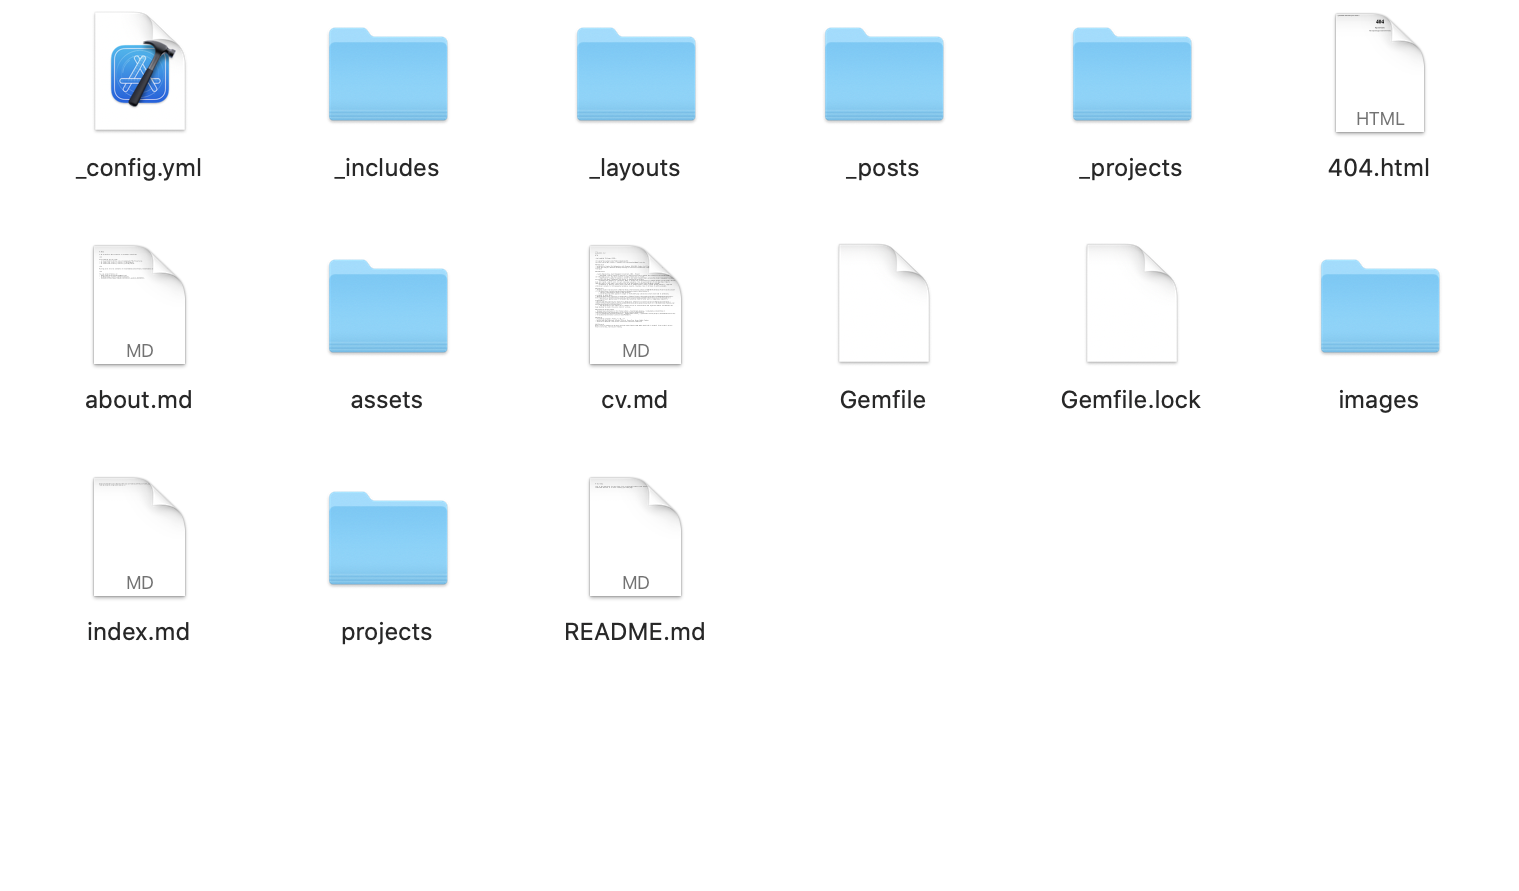 404
HTML
_config.yml
_includes
_layouts
_posts
_projects
404.html
MD
MD
about.md
assets
cv.md
Gemfile
Gemfile.lock
images
MD
MD
index.md
projects
README.md